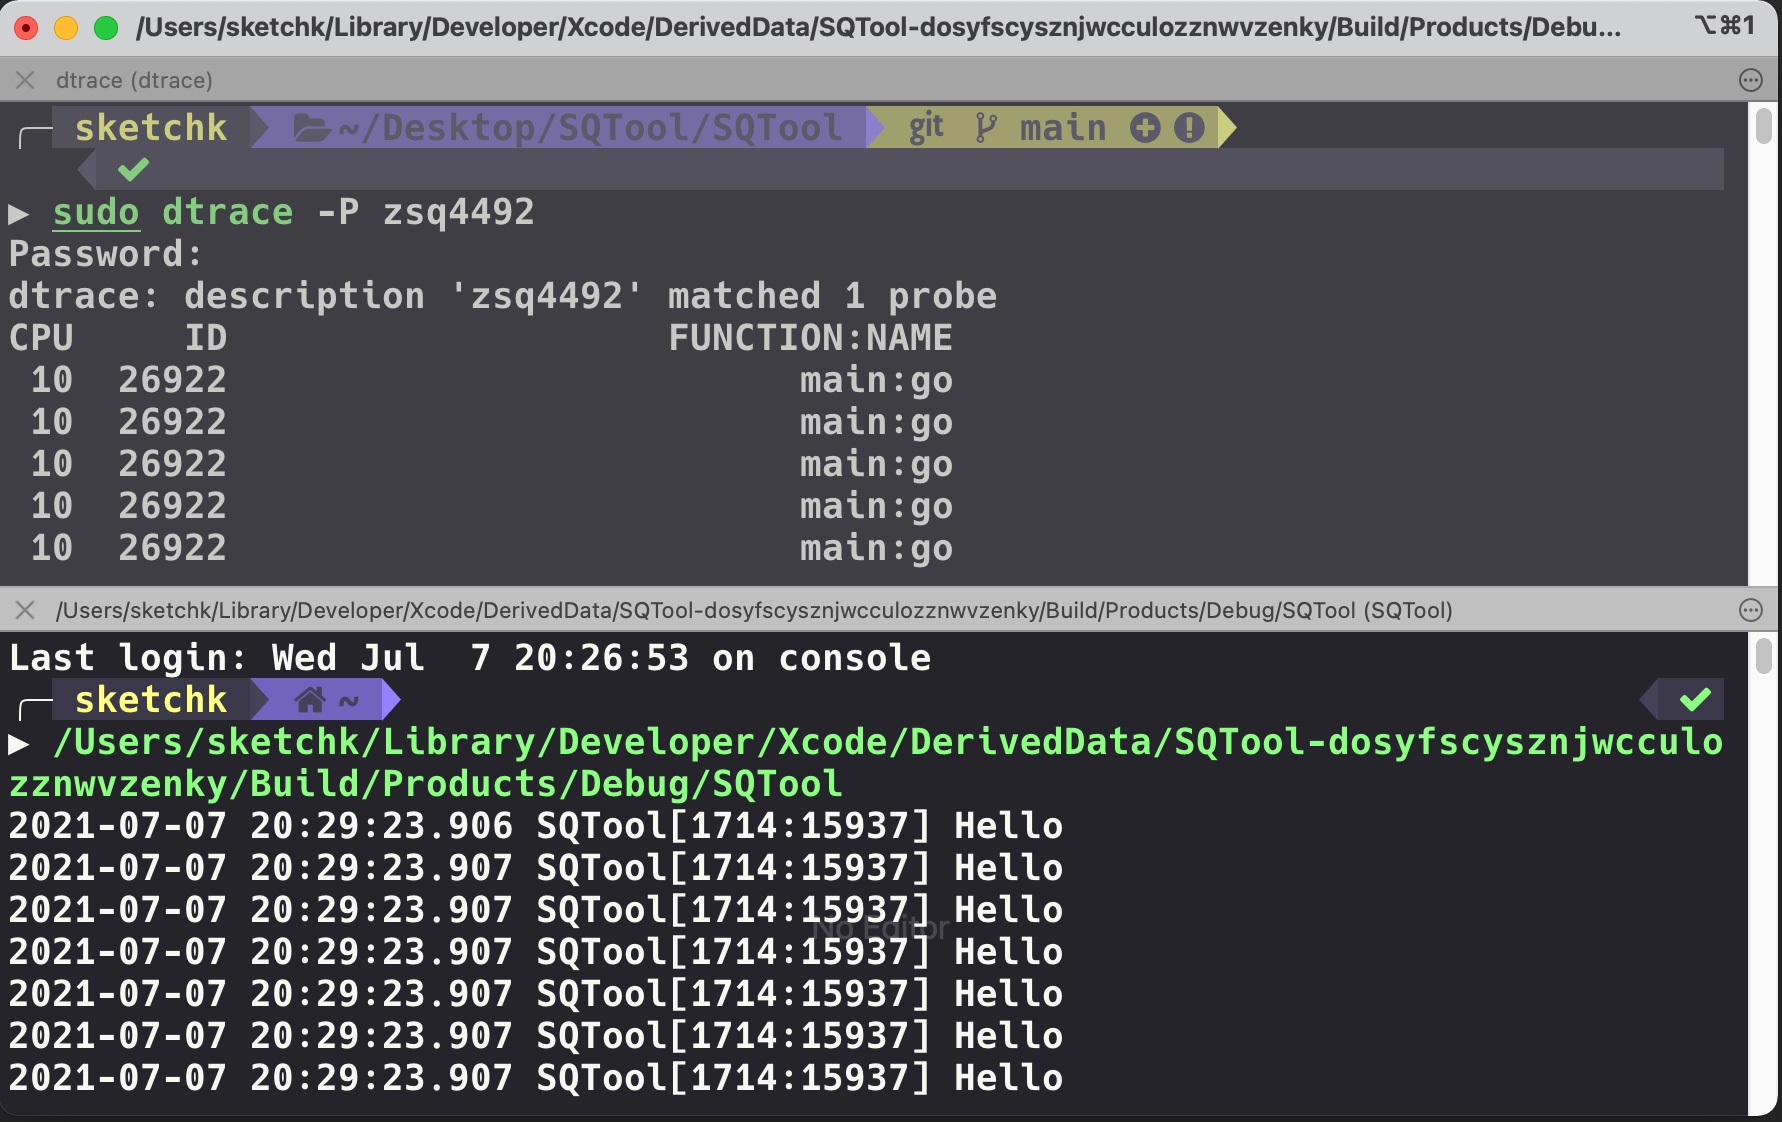 /Users/sketchk/Library/Developer/Xcode/DerivedData/SQTool-dosyfscysznjwcculozznwvzenky/Build/Products/Debu... ⌥⌘1
dtrace (dtrace)
sketchk ~/Desktop/SQTool/SQTool git main
sudo dtrace -P zsq4492
Password:
dtrace: description 'zsq4492' matched 1 probe
CPU ID FUNCTION:NAME
10 26922 main:go
10 26922 main:go
10 26922 main:go
10 26922 main:go
10 26922 main:go
/Users/sketchk/Library/Developer/Xcode/DerivedData/SQTool-dosyfscysznjwcculozznwvzenky/Build/Products/Debug/SQTool (SQTool)
Last login: Wed Jul  7 20:26:53 on console
sketchk ~
/Users/sketchk/Library/Developer/Xcode/DerivedData/SQTool-dosyfscysznjwcculo
zznwvzenky/Build/Products/Debug/SQTool
2021-07-07 20:29:23.906 SQTool[1714:15937] Hello
2021-07-07 20:29:23.907 SQTool[1714:15937] Hello
2021-07-07 20:29:23.907 SQTool[1714:15937] Hello
No Editor
2021-07-07 20:29:23.907 SQTool[1714:15937] Hello
2021-07-07 20:29:23.907 SQTool[1714:15937] Hello
2021-07-07 20:29:23.907 SQTool[1714:15937] Hello
2021-07-07 20:29:23.907 SQTool[1714:15937] Hello